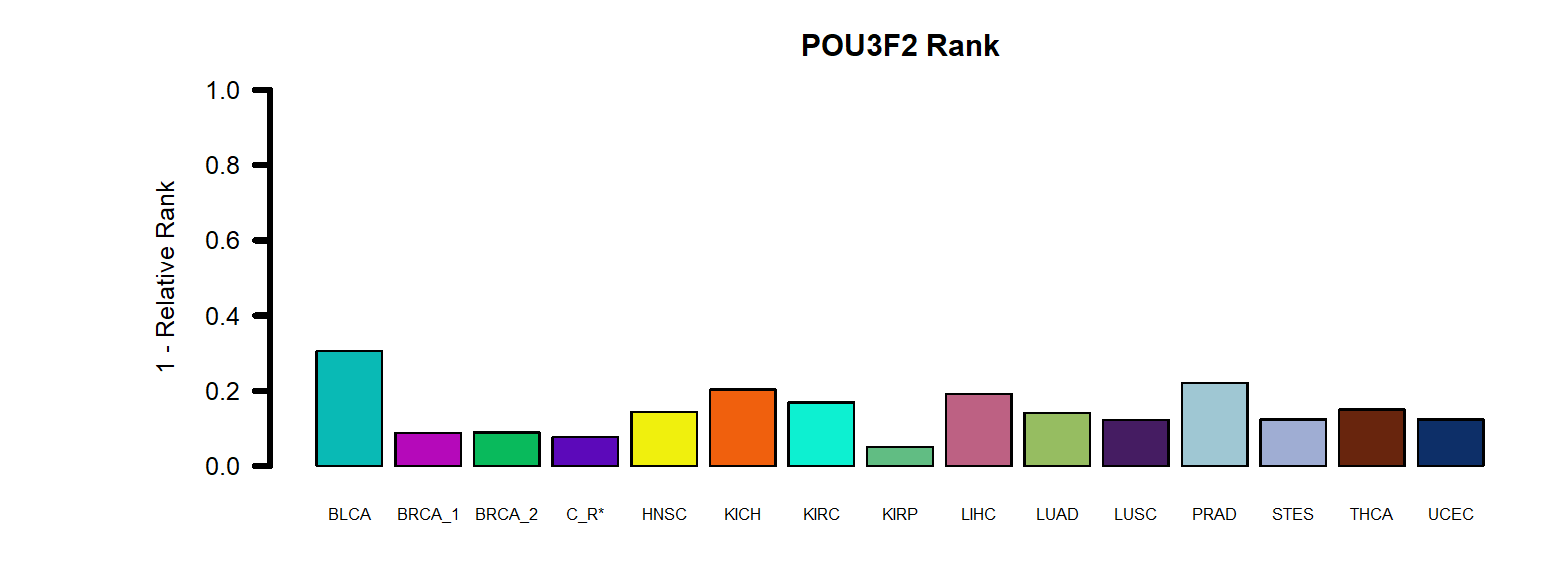 POU3F2 Rank
1 - Relative Rank
1.0
0.8
0.6
0.4
0.2
0.0
BLCA BRCA_1 BRCA_2 C_R* HNSC KICH KIRC KIRP LIHC LUAD LUSC PRAD STES THCA UCEC